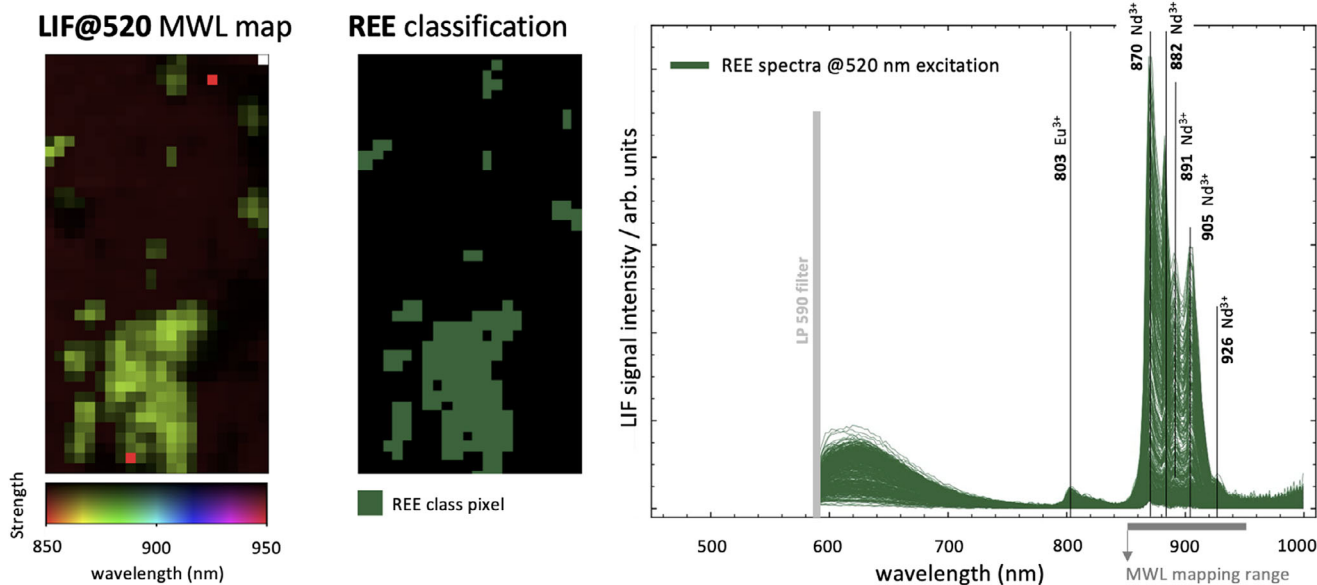 LIF@520 MWL map
REE classification
Strength
850
900
950
wavelength (nm)
REE class pixel
LIF signal intensity / arb. units
REE spectra @520 nm excitation
LP 590 filter
803 Eu³⁺
870 Nd³⁺
882 Nd³⁺
891 Nd³⁺
905 Nd³⁺
926 Nd³⁺
500
600
700
800
900
1000
wavelength (nm)
MWL mapping range